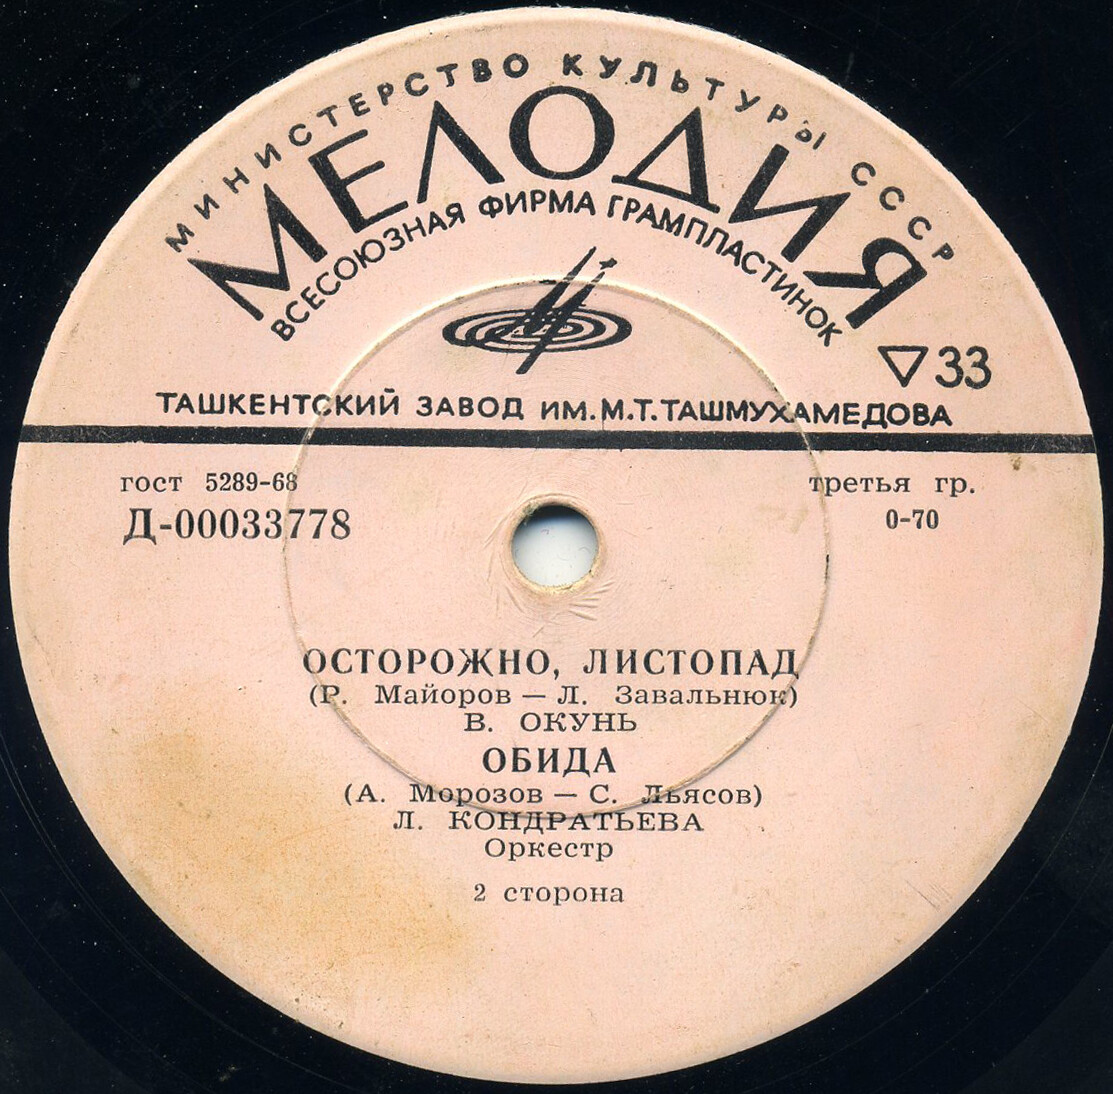 МИНИСТЕРСТВО КУЛЬТУРЫ СССР
МЕЛОДИЯ
ВСЕСОЮЗНАЯ ФИРМА ГРАМПЛАСТИНОК
▽33
ТАШКЕНТСКИЙ ЗАВОД ИМ.М.Т.ТАШМУХАМЕДОВА
гост 5289-68
третья гр.
Д-00033778
0-70
ОСТОРОЖНО, ЛИСТОПАД
(Р. Майоров — Л. Завальнюк)
В. ОКУНЬ
ОБИДА
(А. Морозов — С. Льясов)
Л. КОНДРАТЬЕВА
Оркестр
2 сторона